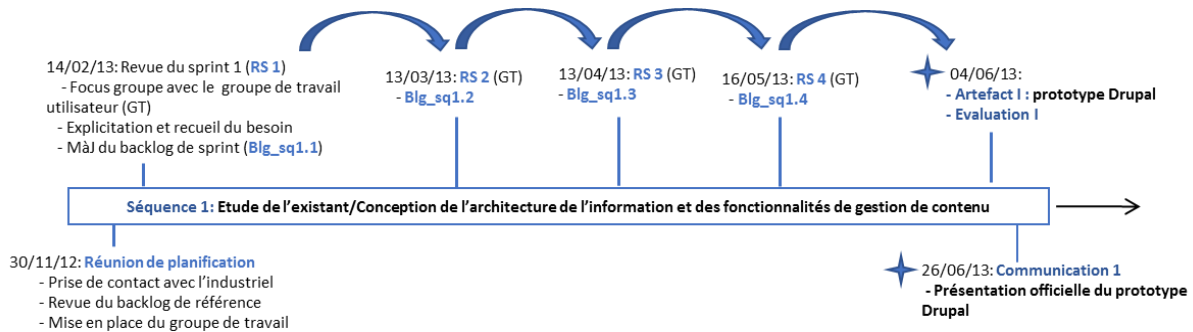 14/02/13: Revue du sprint 1 (RS 1)
- Focus groupe avec le groupe de travail
utilisateur (GT)
- Explicitation et recueil du besoin
- MàJ du backlog de sprint (Blg_sq1.1)
13/03/13: RS 2 (GT)
- Blg_sq1.2
13/04/13: RS 3 (GT)
- Blg_sq1.3
16/05/13: RS 4 (GT)
- Blg_sq1.4
04/06/13:
- Artefact I : prototype Drupal
- Evaluation I
Séquence 1: Etude de l’existant/Conception de l’architecture de l’information et des fonctionnalités de gestion de contenu
30/11/12: Réunion de planification
- Prise de contact avec l’industriel
- Revue du backlog de référence
- Mise en place du groupe de travail
26/06/13: Communication 1
- Présentation officielle du prototype
Drupal